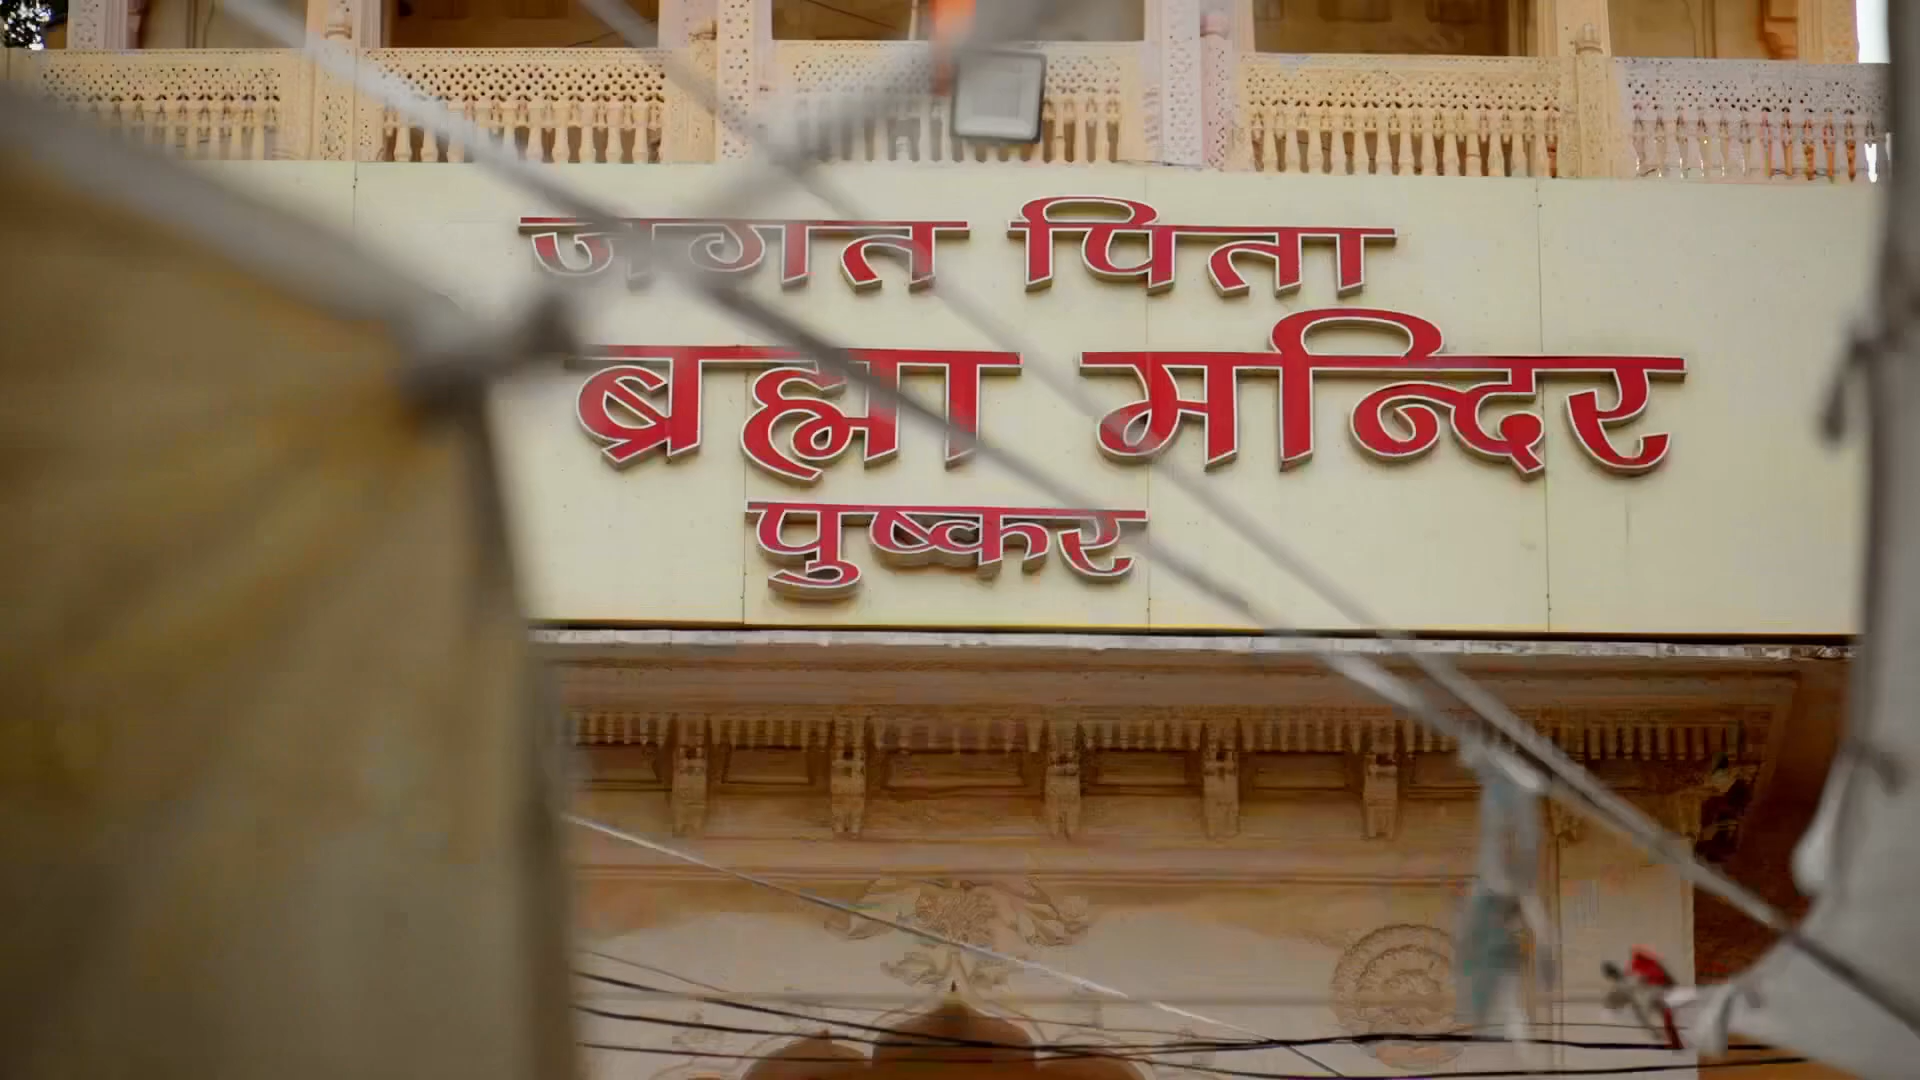 जगत पिता
ब्रह्मा मन्दिर
पुष्कर